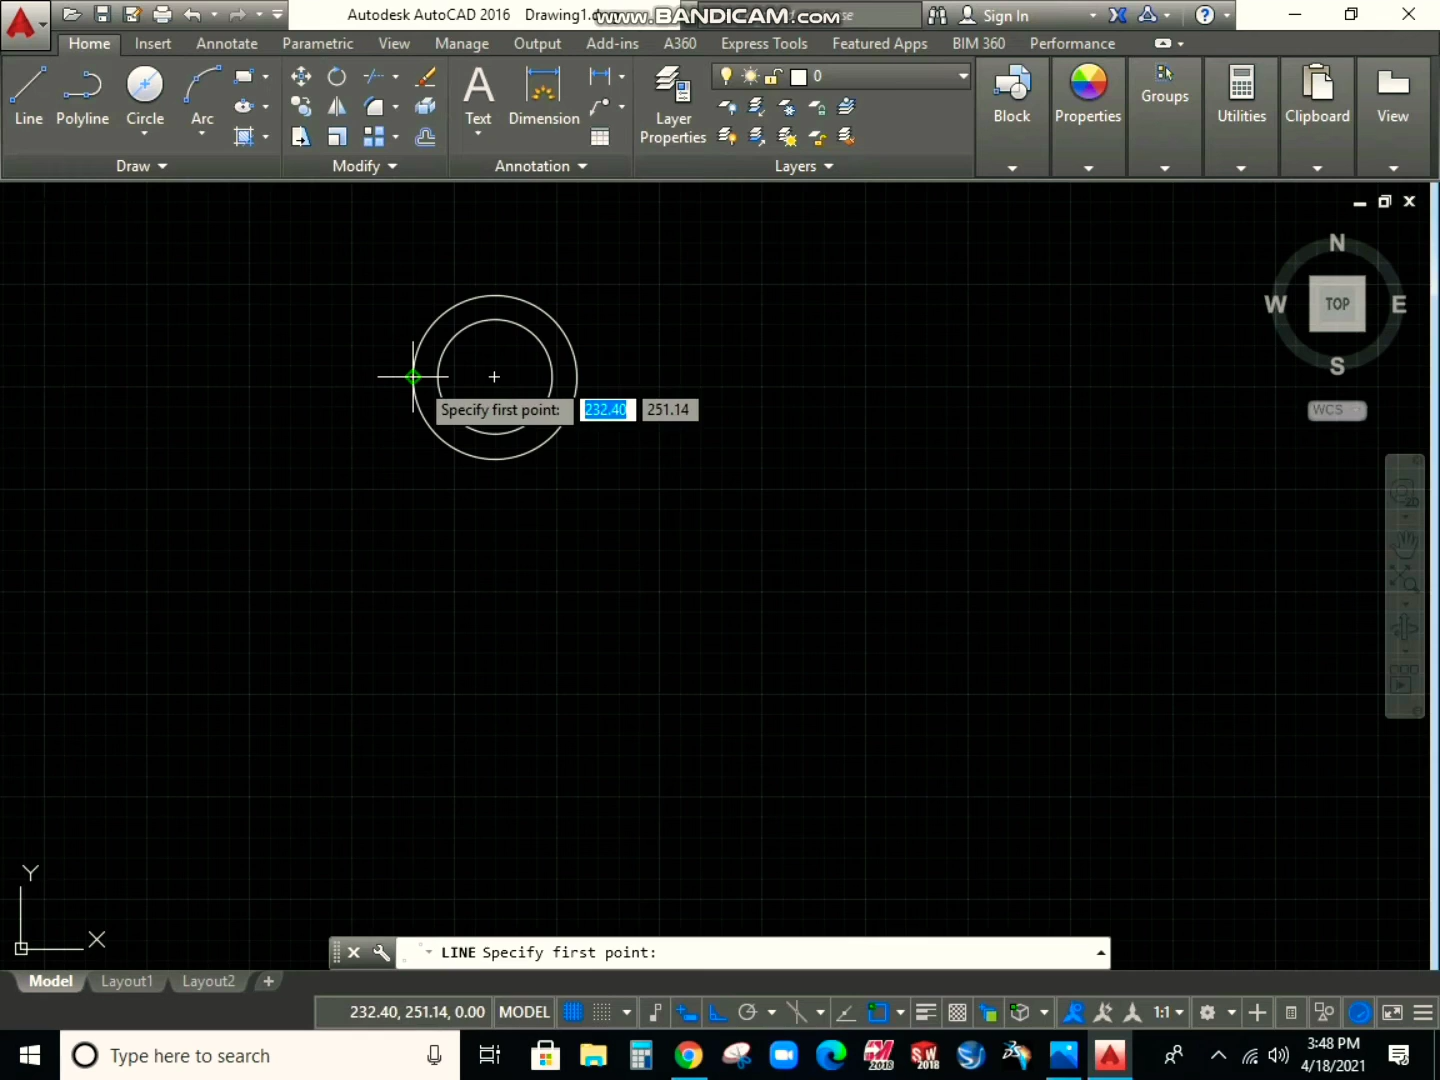 Autodesk AutoCAD 2016 Drawing1.d
www.BANDICAM.com
Sign In
Home Insert Annotate Parametric View Manage Output Add-ins A360 Express Tools Featured Apps BIM 360 Performance
Line Polyline Circle Arc
Text Dimension
Layer Properties
0
Block Properties Groups Utilities Clipboard View
Draw Modify Annotation Layers
N
W TOP E
S
WCS
Specify first point: 232.40 251.14
2D
Y
X
LINE Specify first point:
Model Layout1 Layout2 +
232.40, 251.14, 0.00 MODEL 1:1
Type here to search
2018
SW
2018
3:48 PM
4/18/2021